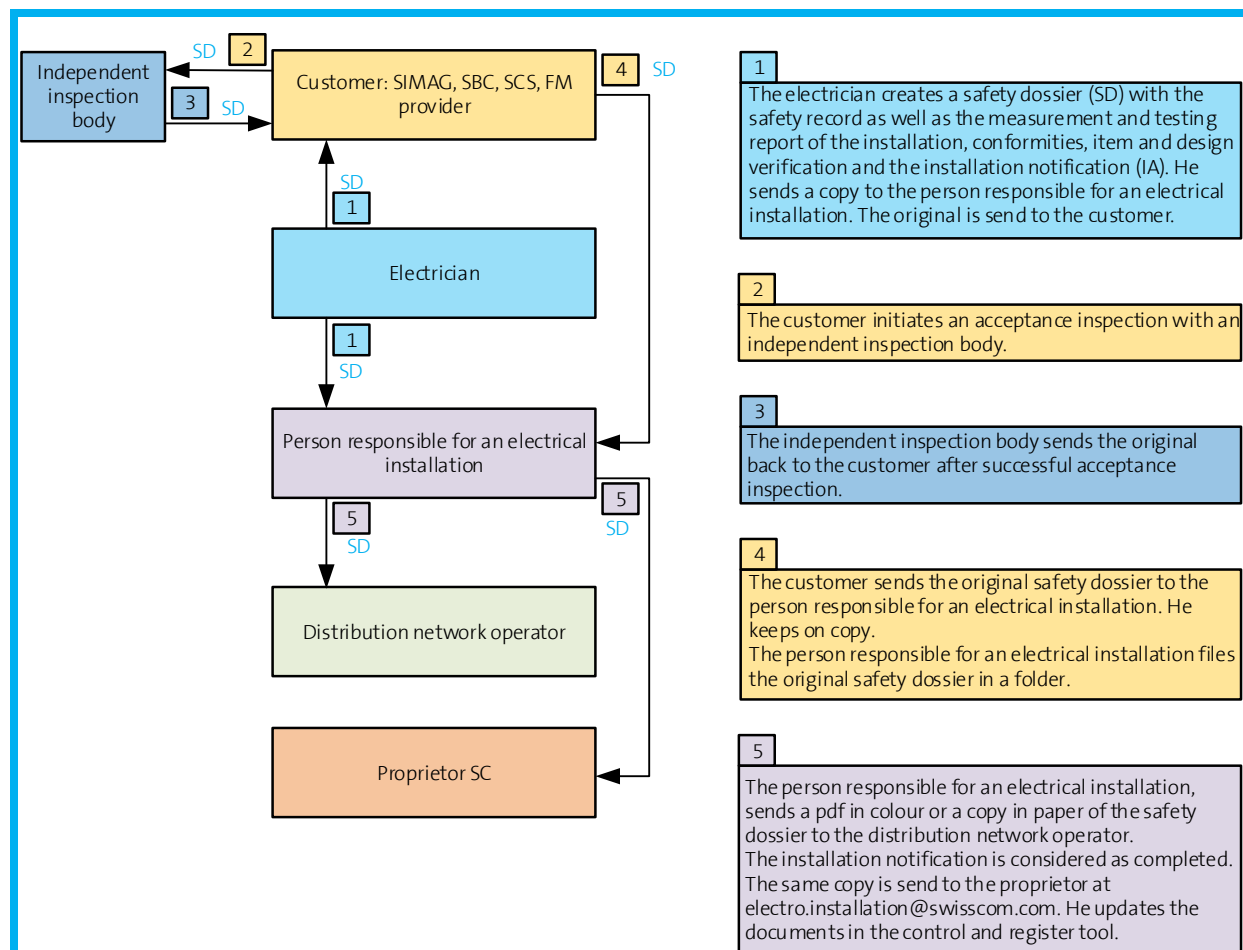 SD
2
Independent
inspection
body
3
SD
Customer: SIMAG, SBC, SCS, FM
provider
4
SD
SD
1
Electrician
1
SD
Person responsible for an electrical
installation
5
SD
5
SD
Distribution network operator
Proprietor SC
1
The electrician creates a safety dossier (SD) with the
safety record as well as the measurement and testing
report of the installation, conformities, item and design
verification and the installation notification (IA). He
sends a copy to the person responsible for an electrical
installation. The original is send to the customer.
2
The customer initiates an acceptance inspection with an
independent inspection body.
3
The independent inspection body sends the original
back to the customer after successful acceptance
inspection.
4
The customer sends the original safety dossier to the
person responsible for an electrical installation. He
keeps on copy.
The person responsible for an electrical installation files
the original safety dossier in a folder.
5
The person responsible for an electrical installation,
sends a pdf in colour or a copy in paper of the safety
dossier to the distribution network operator.
The installation notification is considered as completed.
The same copy is send to the proprietor at
electro.installation@swisscom.com. He updates the
documents in the control and register tool.